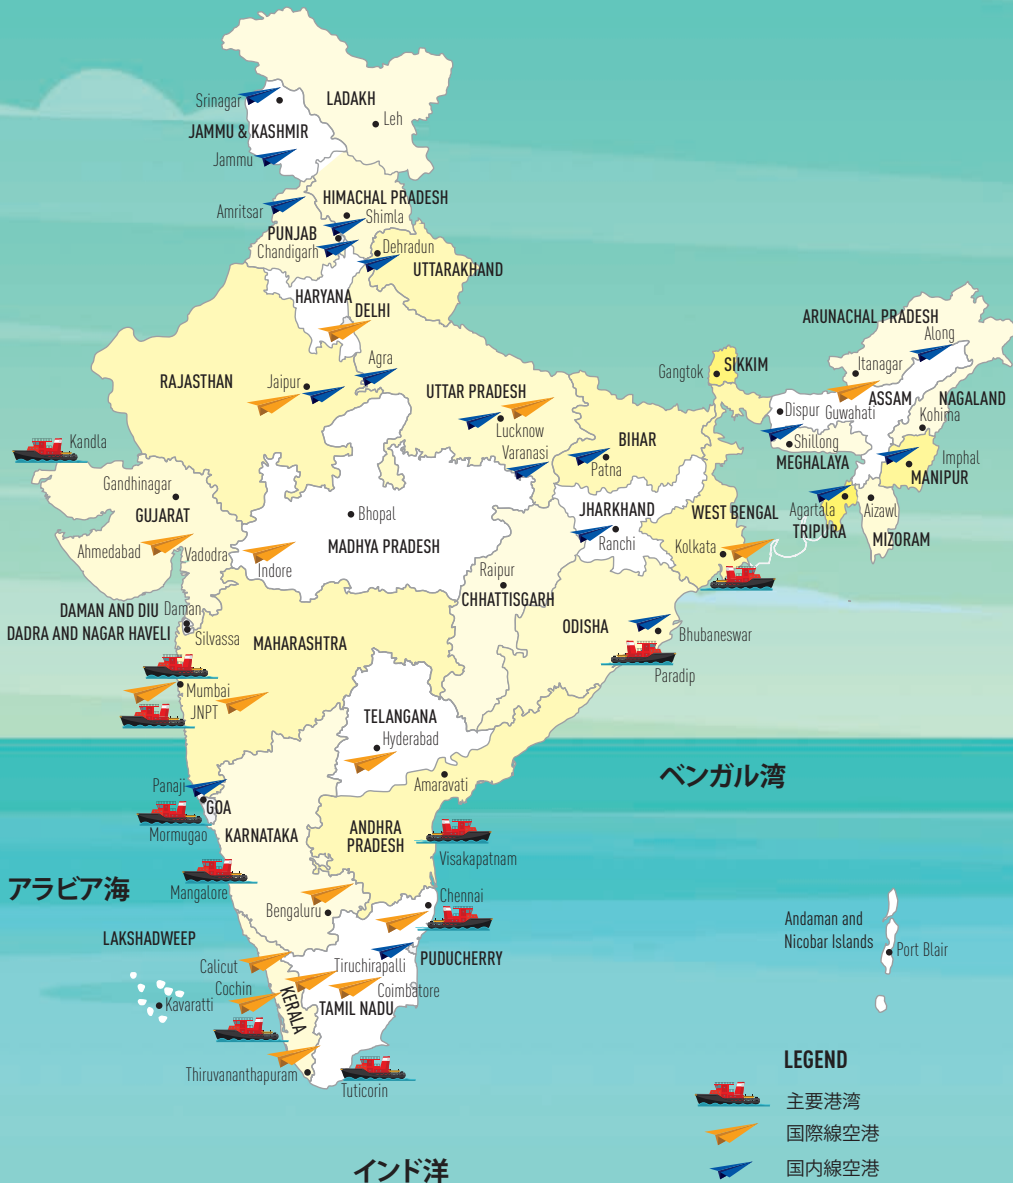 Srinagar
LADAKH
Leh
JAMMU & KASHMIR
Jammu
HIMACHAL PRADESH
Amritsar
Shimla
PUNJAB
Chandigarh
Dehradun
UTTARAKHAND
HARYANA
DELHI
ARUNACHAL PRADESH
Along
Agra
Itanagar
SIKKIM
Gangtok
RAJASTHAN
Jaipur
UTTAR PRADESH
ASSAM
NAGALAND
Dispur
Guwahati
Kohima
Lucknow
BIHAR
Kandla
Shillong
Varanasi
Patna
MEGHALAYA
Imphal
MANIPUR
Gandhinagar
GUJARAT
Bhopal
JHARKHAND
WEST BENGAL
Agartala
Aizawl
TRIPURA
MIZORAM
Ahmedabad
Vadodra
MADHYA PRADESH
Ranchi
Kolkata
Indore
Raipur
CHHATTISGARH
DAMAN AND DIU
Daman
DADRA AND NAGAR HAVELI
Silvassa
MAHARASHTRA
ODISHA
Bhubaneswar
Paradip
Mumbai
JNPT
TELANGANA
Hyderabad
ベンガル湾
Panaji
Amaravati
GOA
Mormugao
KARNATAKA
ANDHRA
PRADESH
Visakapatnam
アラビア海
Mangalore
Bengaluru
Chennai
Andaman and
Nicobar Islands
Port Blair
LAKSHADWEEP
PUDUCHERRY
Calicut
Tiruchirapalli
Cochin
Coimbatore
Kavaratti
KERALA
TAMIL NADU
Thiruvananthapuram
Tuticorin
LEGEND
主要港湾
国際線空港
国内線空港
インド洋